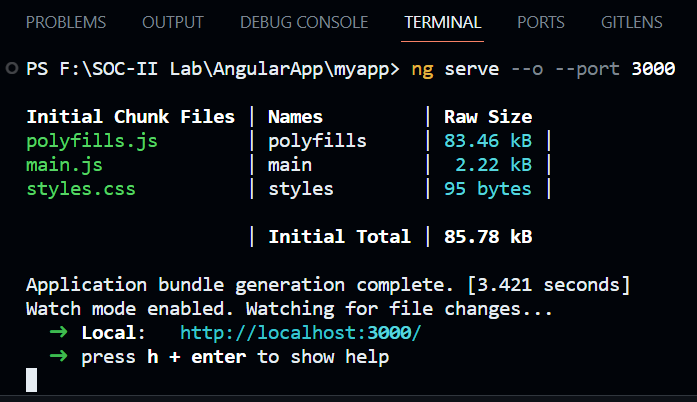 PROBLEMS OUTPUT DEBUG CONSOLE TERMINAL PORTS GITLENS
PS F:\SOC-II Lab\AngularApp\myapp> ng serve --o --port 3000
Initial Chunk Files | Names | Raw Size
polyfills.js | polyfills | 83.46 kB |
main.js | main | 2.22 kB |
styles.css | styles | 95 bytes |
| Initial Total | 85.78 kB
Application bundle generation complete. [3.421 seconds]
Watch mode enabled. Watching for file changes...
➜ Local: http://localhost:3000/
➜ press h + enter to show help